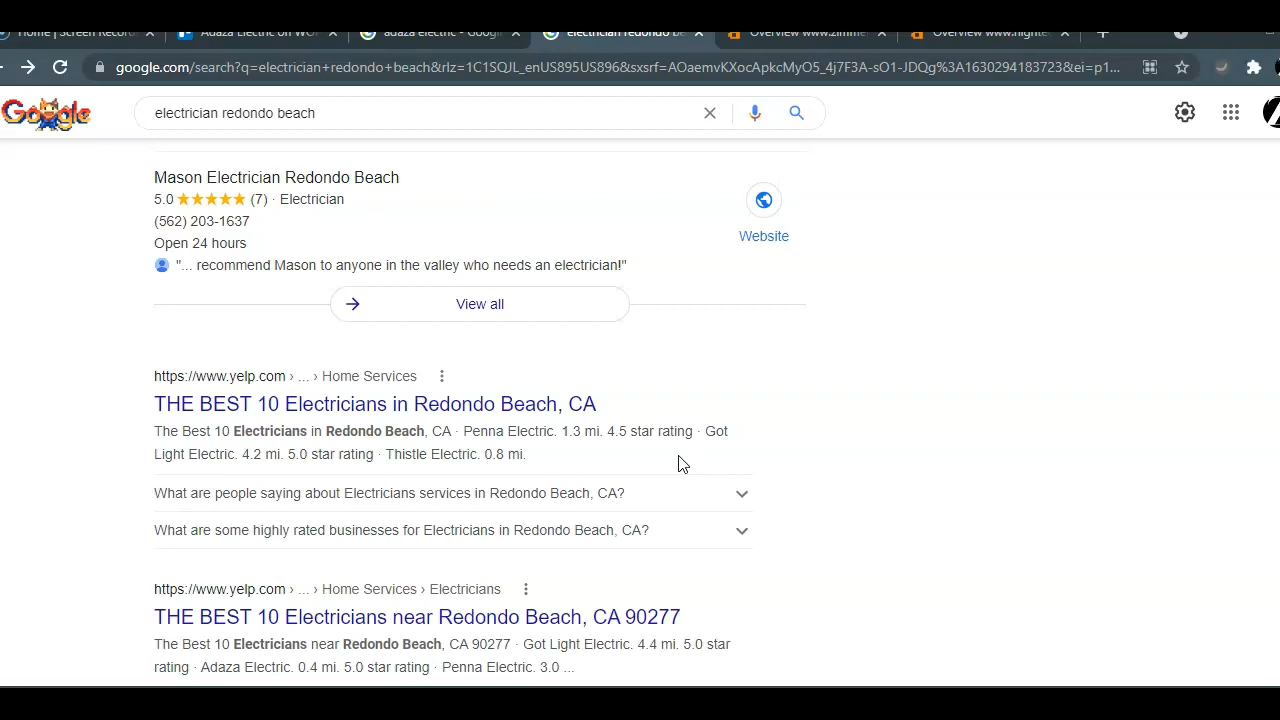 Home | Screen Record
Adaza Electric on WO
adaza electric - Googl
electrician redondo be
Overview www.zimme
Overview www.highte
google.com/search?q=electrician+redondo+beach&rlz=1C1SQJL_enUS895US896&sxsrf=AOaemvKXocApkcMyO5_4j7F3A-sO1-JDQg%3A1630294183723&ei=p1...
Google
electrician redondo beach
Mason Electrician Redondo Beach
5.0 ★★★★★ (7) · Electrician
(562) 203-1637
Open 24 hours
"... recommend Mason to anyone in the valley who needs an electrician!"
Website
View all
https://www.yelp.com › ... › Home Services
THE BEST 10 Electricians in Redondo Beach, CA
The Best 10 Electricians in Redondo Beach, CA · Penna Electric. 1.3 mi. 4.5 star rating · Got
Light Electric. 4.2 mi. 5.0 star rating · Thistle Electric. 0.8 mi.
What are people saying about Electricians services in Redondo Beach, CA?
What are some highly rated businesses for Electricians in Redondo Beach, CA?
https://www.yelp.com › ... › Home Services › Electricians
THE BEST 10 Electricians near Redondo Beach, CA 90277
The Best 10 Electricians near Redondo Beach, CA 90277 · Got Light Electric. 4.4 mi. 5.0 star
rating · Adaza Electric. 0.4 mi. 5.0 star rating · Penna Electric. 3.0 ...